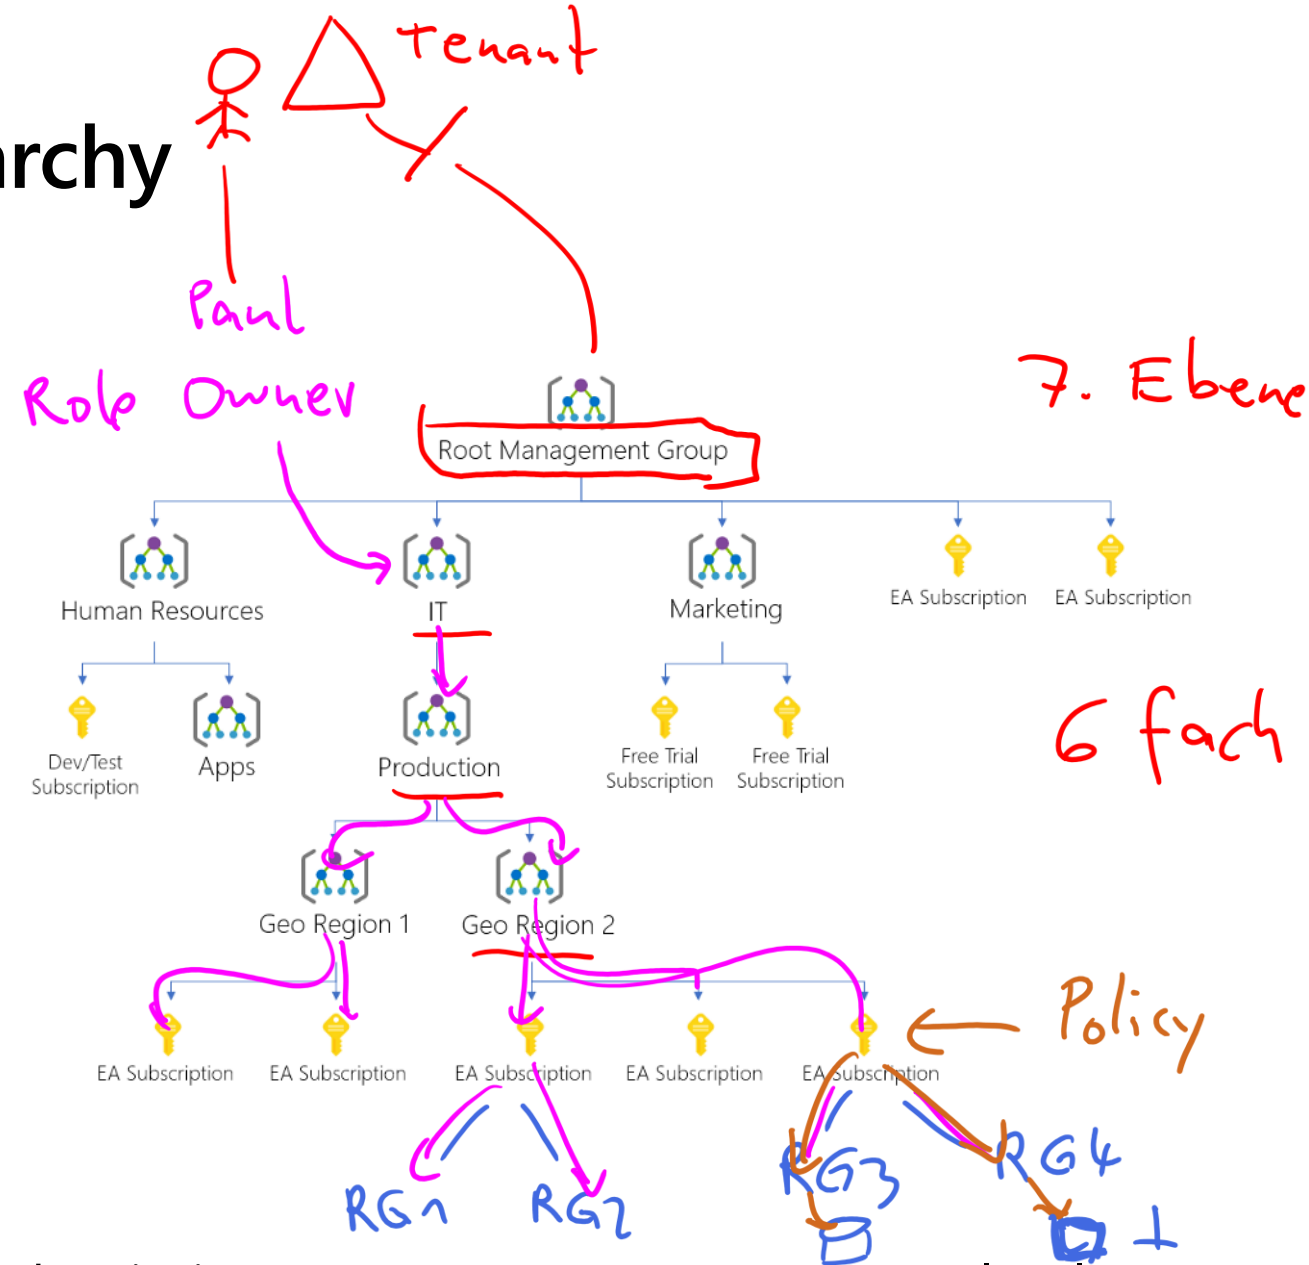 Tenant
archy
Paul
Role Owner
7. Ebene
Root Management Group
Human Resources
IT
Marketing
EA Subscription
EA Subscription
6 fach
Dev/Test
Subscription
Apps
Production
Free Trial
Subscription
Free Trial
Subscription
Geo Region 1
Geo Region 2
Policy
EA Subscription
EA Subscription
EA Subscription
EA Subscription
EA Subscription
RG1
RG2
RG3
RG4